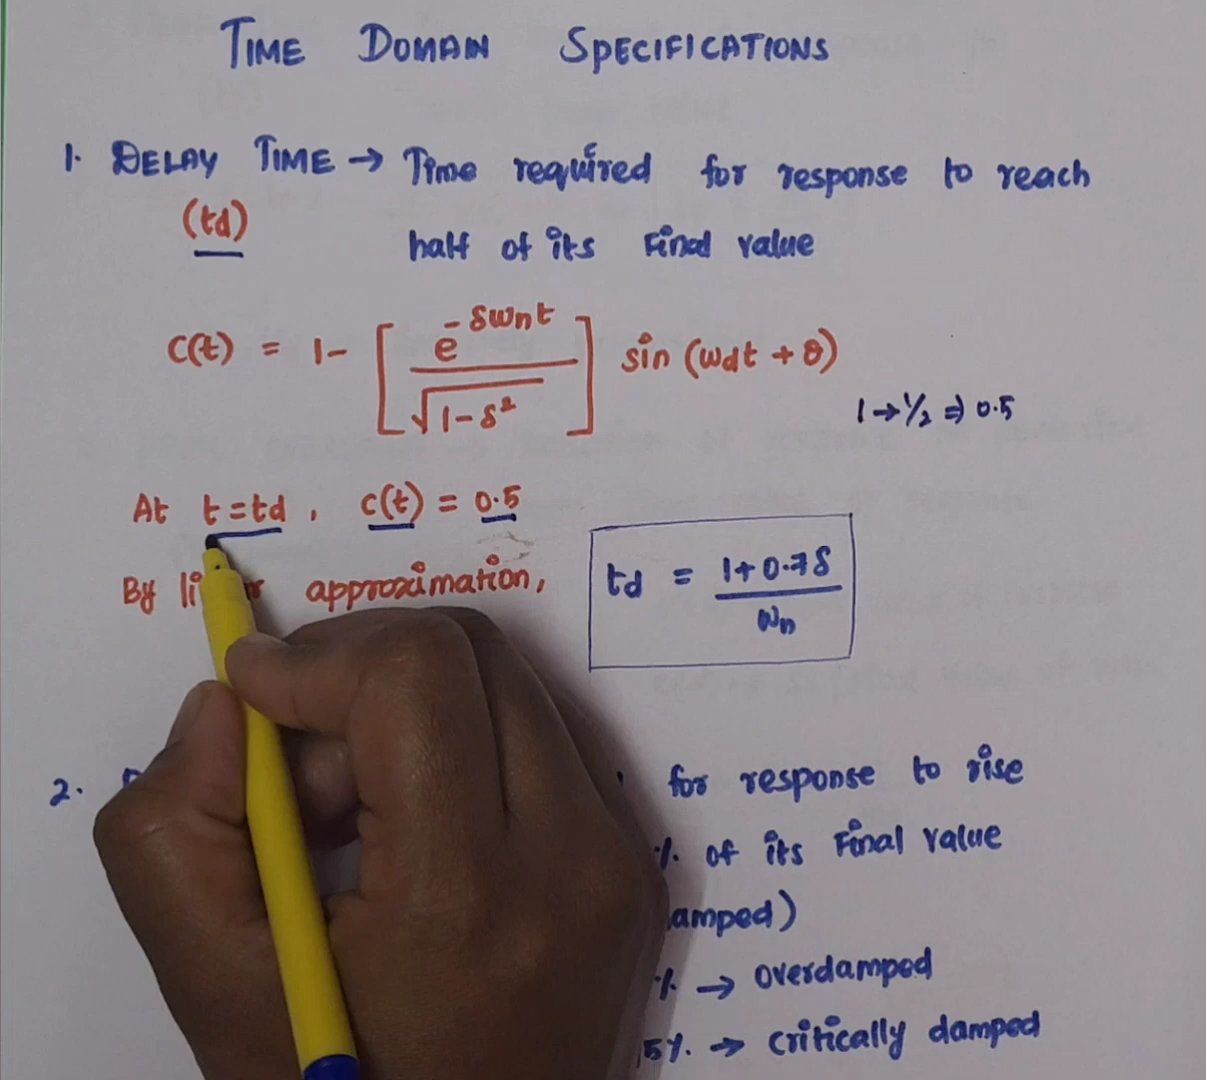 TIME DOMAIN SPECIFICATIONS
1. DELAY TIME → Time required for response to reach
(td)
half of its Final value
C(t) = 1 - [e^-δωnt / √1-δ²] sin (ωdt + θ)
1 → 1/2 ⇒ 0.5
At t = td, c(t) = 0.5
By approximation,
td = 1+0.7δ / ωn
2. for response to rise
%. of its Final value
%. → overdamped
5%. → critically damped